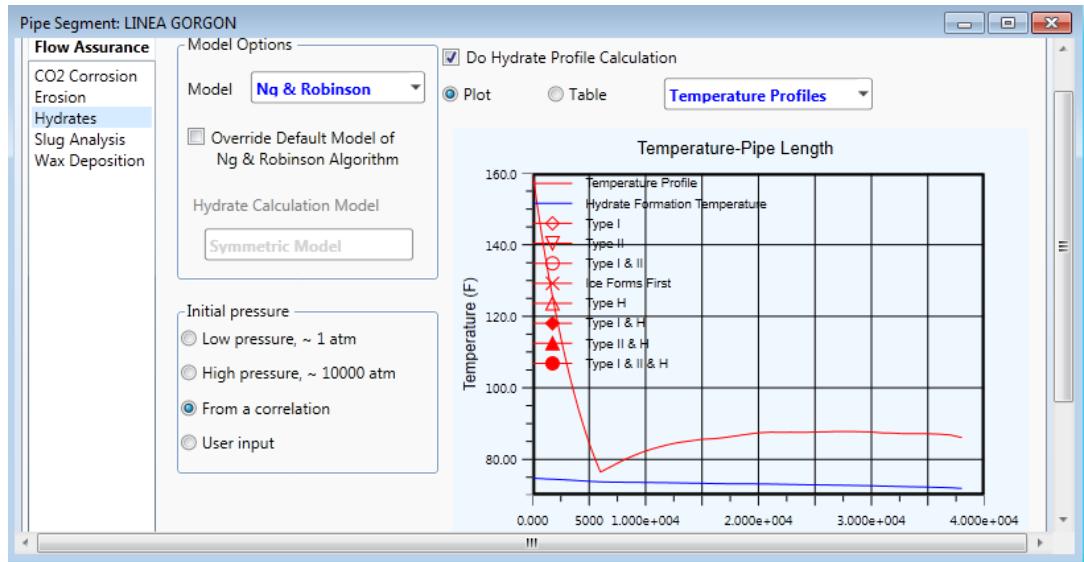 Pipe Segment: LINEA GORGON
Flow Assurance
CO2 Corrosion
Erosion
Hydrates
Slug Analysis
Wax Deposition
Model Options
Model
Ng & Robinson
Override Default Model of
Ng & Robinson Algorithm
Hydrate Calculation Model
Symmetric Model
Initial pressure
Low pressure, ~ 1 atm
High pressure, ~ 10000 atm
From a correlation
User input
Do Hydrate Profile Calculation
Plot
Table
Temperature Profiles
Temperature-Pipe Length
Temperature (F)
160.0
140.0
120.0
100.0
80.00
Temperature Profile
Hydrate Formation Temperature
Type I
Type II
Type I & II
Ice Forms First
Type H
Type I & H
Type II & H
Type I & II & H
0.000 5000 1.000e+004 2.000e+004 3.000e+004 4.000e+004